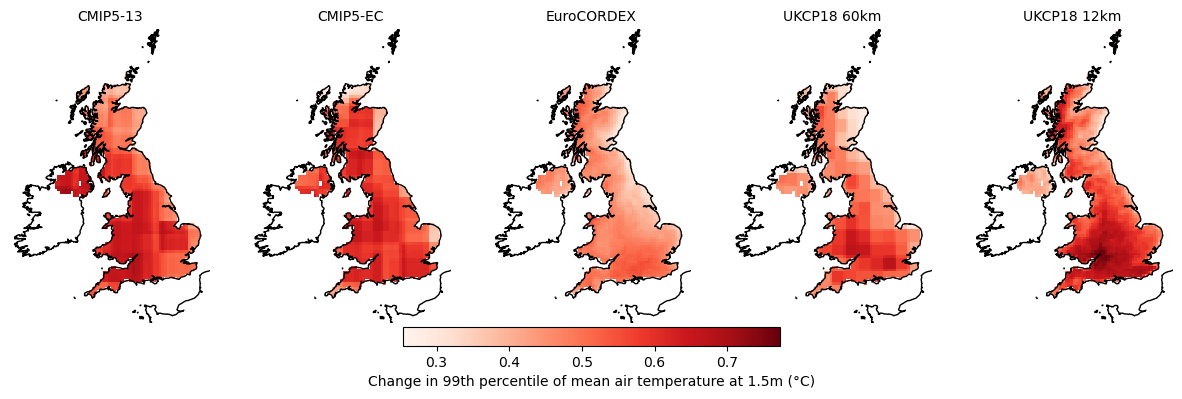 CMIP5-13 CMIP5-EC EuroCORDEX UKCP18 60km UKCP18 12km
0.3 0.4 0.5 0.6 0.7
Change in 99th percentile of mean air temperature at 1.5m (°C)